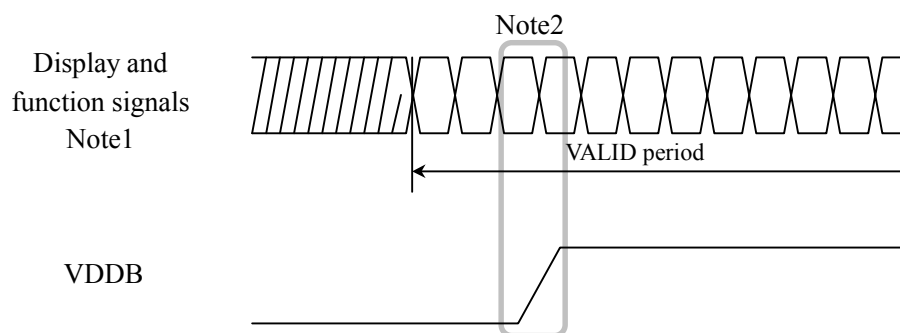 Note2
Display and
function signals
Note1
VALID period
VDDB